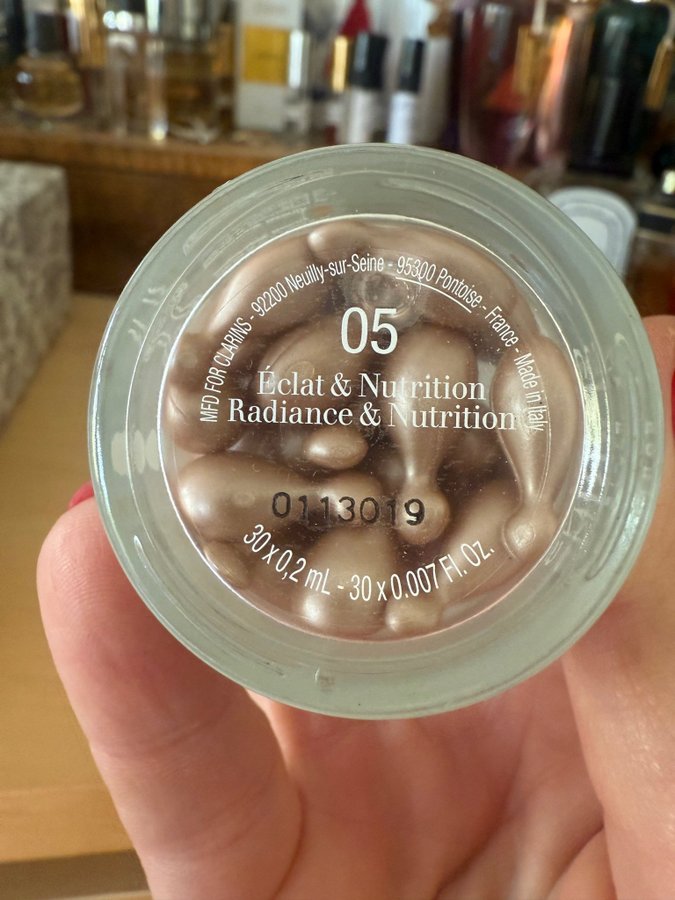 MFD FOR CLARINS - 92200 Neuilly-sur-Seine - 95300 Pontoise - France - Made in Italy
05
Éclat & Nutrition
Radiance & Nutrition
0113019
30 x 0,2 mL - 30 x 0.007 Fl. Oz.